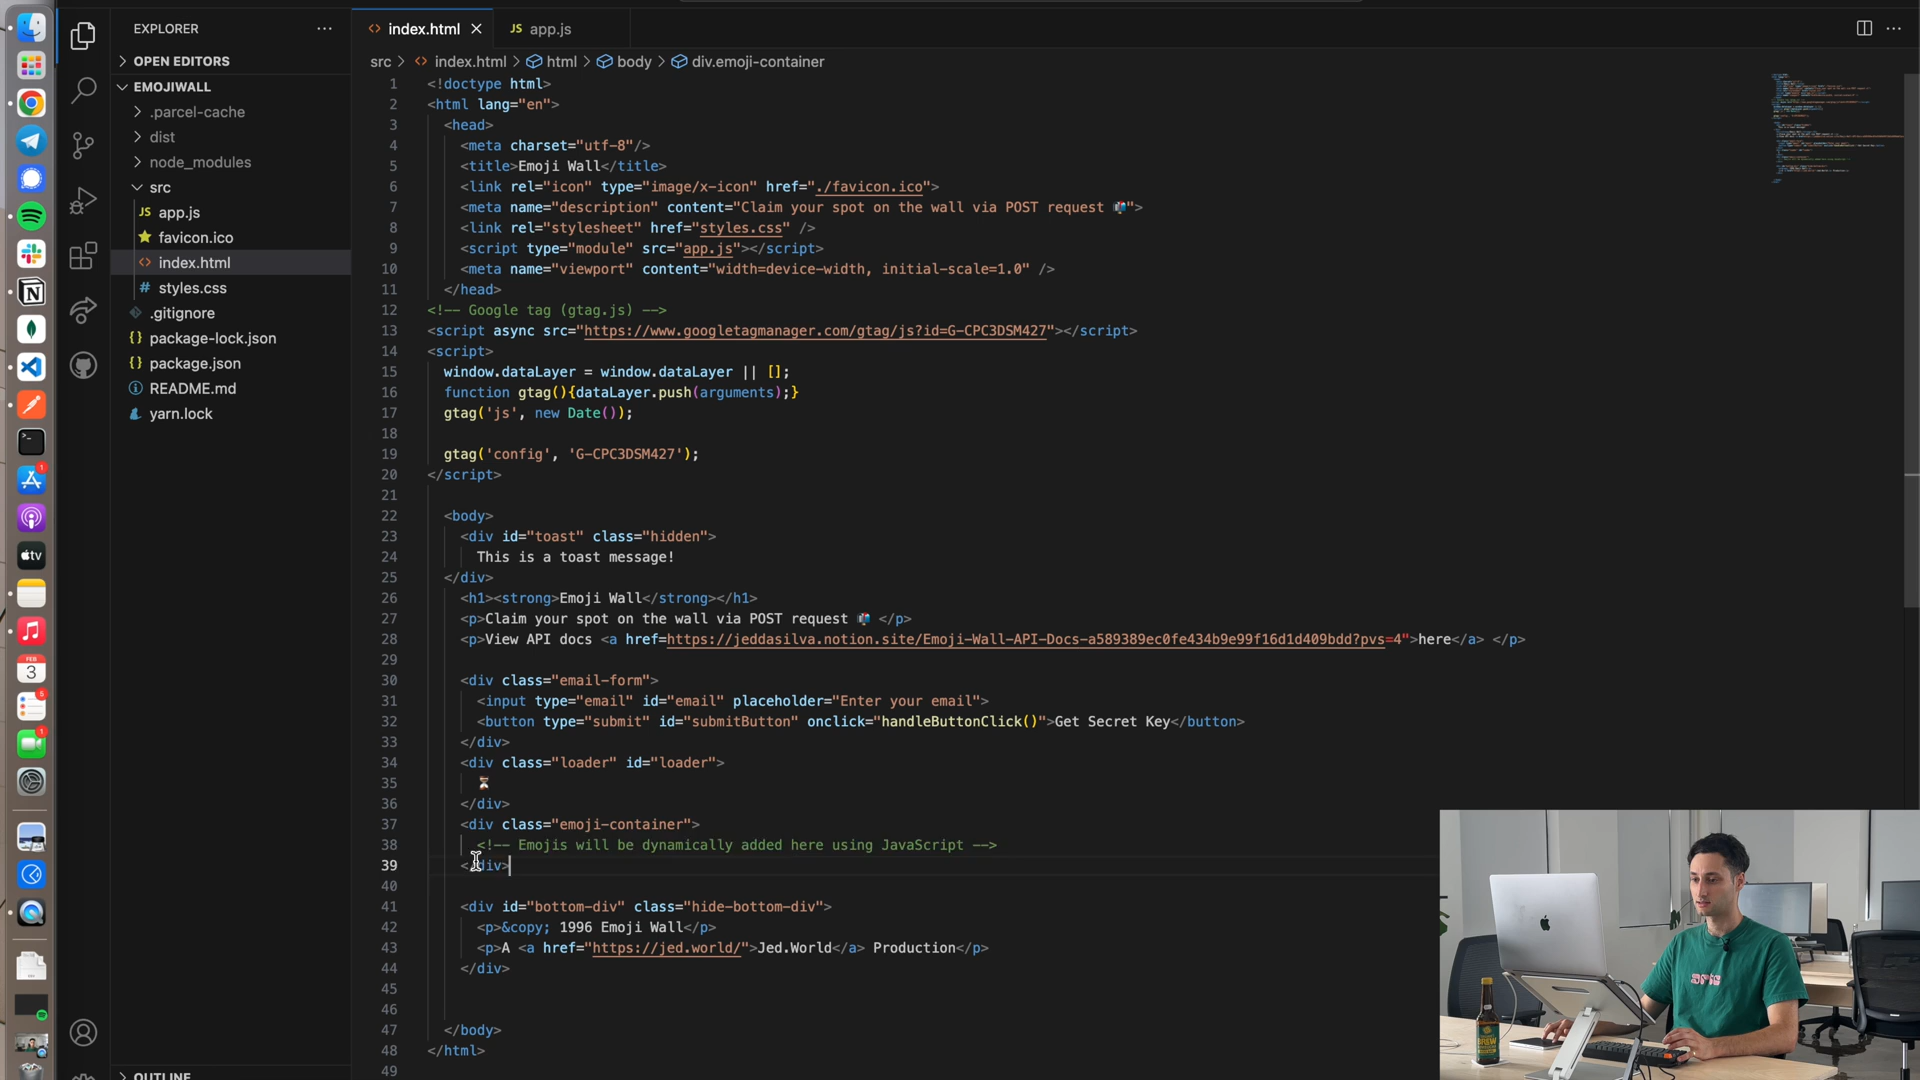 EXPLORER
OPEN EDITORS
EMOJIWALL
.parcel-cache
dist
node_modules
src
JS app.js
favicon.ico
<> index.html
# styles.css
.gitignore
{} package-lock.json
{} package.json
README.md
yarn.lock
OUTLINE
<> index.html
JS app.js
src > <> index.html > html > body > div.emoji-container
1 <!doctype html>
2 <html lang="en">
3 <head>
4 <meta charset="utf-8"/>
5 <title>Emoji Wall</title>
6 <link rel="icon" type="image/x-icon" href="./favicon.ico">
7 <meta name="description" content="Claim your spot on the wall via POST request 📬">
8 <link rel="stylesheet" href="styles.css" />
9 <script type="module" src="app.js"></script>
10 <meta name="viewport" content="width=device-width, initial-scale=1.0" />
11 </head>
12 <!-- Google tag (gtag.js) -->
13 <script async src="https://www.googletagmanager.com/gtag/js?id=G-CPC3DSM427"></script>
14 <script>
15 window.dataLayer = window.dataLayer || [];
16 function gtag(){dataLayer.push(arguments);}
17 gtag('js', new Date());
18
19 gtag('config', 'G-CPC3DSM427');
20 </script>
21
22 <body>
23 <div id="toast" class="hidden">
24 This is a toast message!
25 </div>
26 <h1><strong>Emoji Wall</strong></h1>
27 <p>Claim your spot on the wall via POST request 📬 </p>
28 <p>View API docs <a href=https://jeddasilva.notion.site/Emoji-Wall-API-Docs-a589389ec0fe434b9e99f16d1d409bdd?pvs=4">here</a> </p>
29
30 <div class="email-form">
31 <input type="email" id="email" placeholder="Enter your email">
32 <button type="submit" id="submitButton" onclick="handleButtonClick()">Get Secret Key</button>
33 </div>
34 <div class="loader" id="loader">
35 ⏳
36 </div>
37 <div class="emoji-container">
38 <!-- Emojis will be dynamically added here using JavaScript -->
39 </div>
40
41 <div id="bottom-div" class="hide-bottom-div">
42 <p>&copy; 1996 Emoji Wall</p>
43 <p>A <a href="https://jed.world/">Jed.World</a> Production</p>
44 </div>
45
46
47 </body>
48 </html>
49
tv
FEB
3
5
1
1
BREW